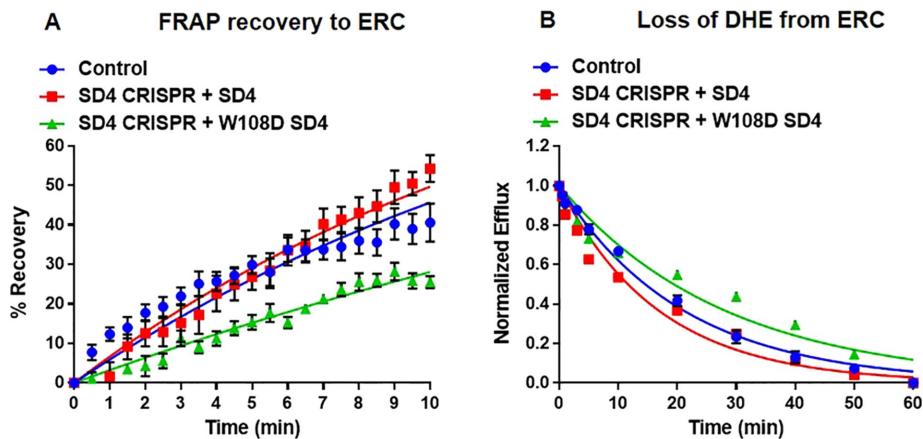 A FRAP recovery to ERC
Control
SD4 CRISPR + SD4
SD4 CRISPR + W108D SD4
% Recovery
60
50
40
30
20
10
0
0 1 2 3 4 5 6 7 8 9 10
Time (min)
B Loss of DHE from ERC
Control
SD4 CRISPR + SD4
SD4 CRISPR + W108D SD4
Normalized Efflux
1.2
1.0
0.8
0.6
0.4
0.2
0.0
0 10 20 30 40 50 60
Time (min)